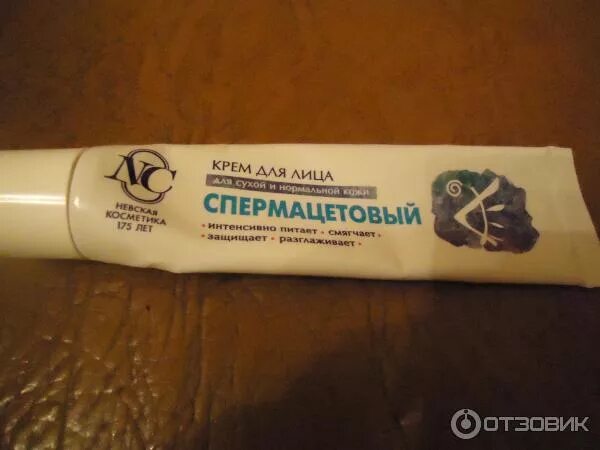 NC
НЕВСКАЯ
КОСМЕТИКА
175 ЛЕТ
КРЕМ ДЛЯ ЛИЦА
для сухой и нормальной кожи
СПЕРМАЦЕТОВЫЙ
• интенсивно питает • смягчает •
• защищает • разглаживает •
ОТЗОВИК